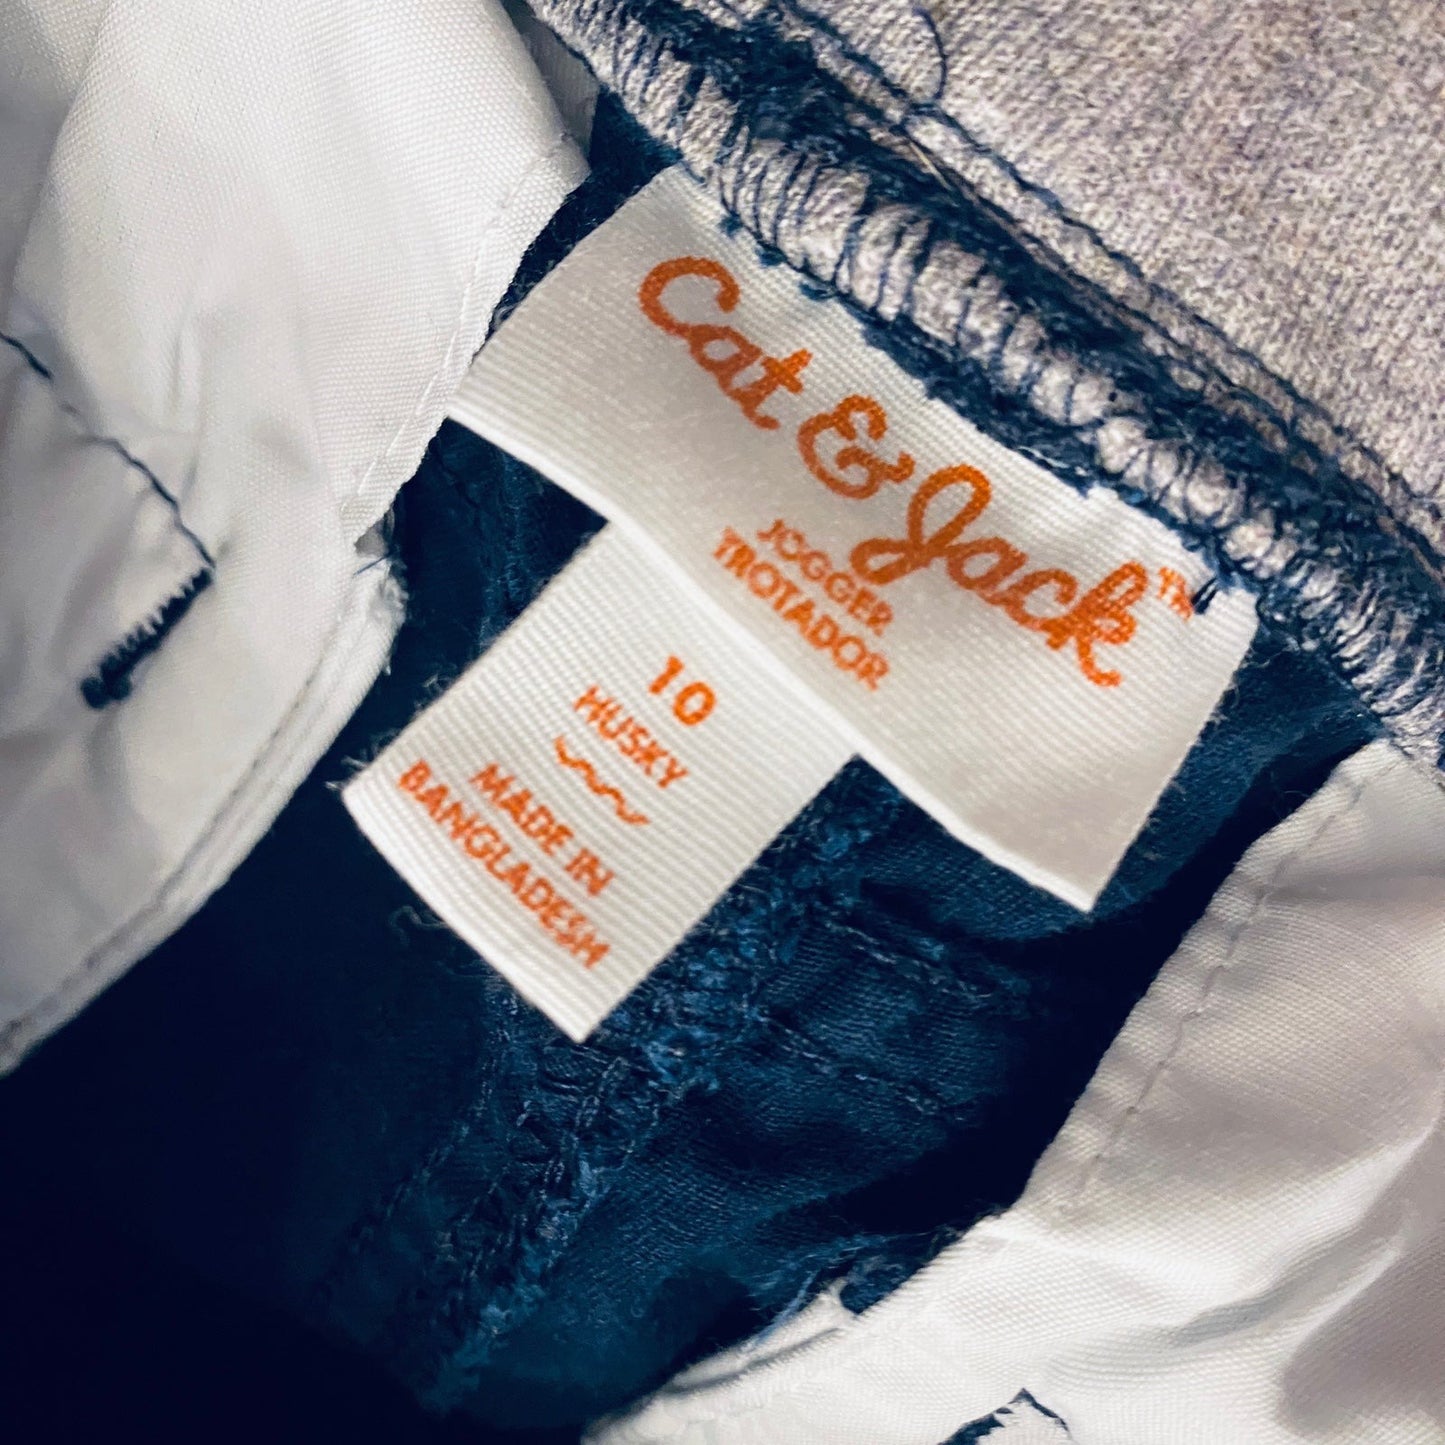 Cat & Jack™
JOGGER
TROTADOR
10
HUSKY
MADE IN
BANGLADESH